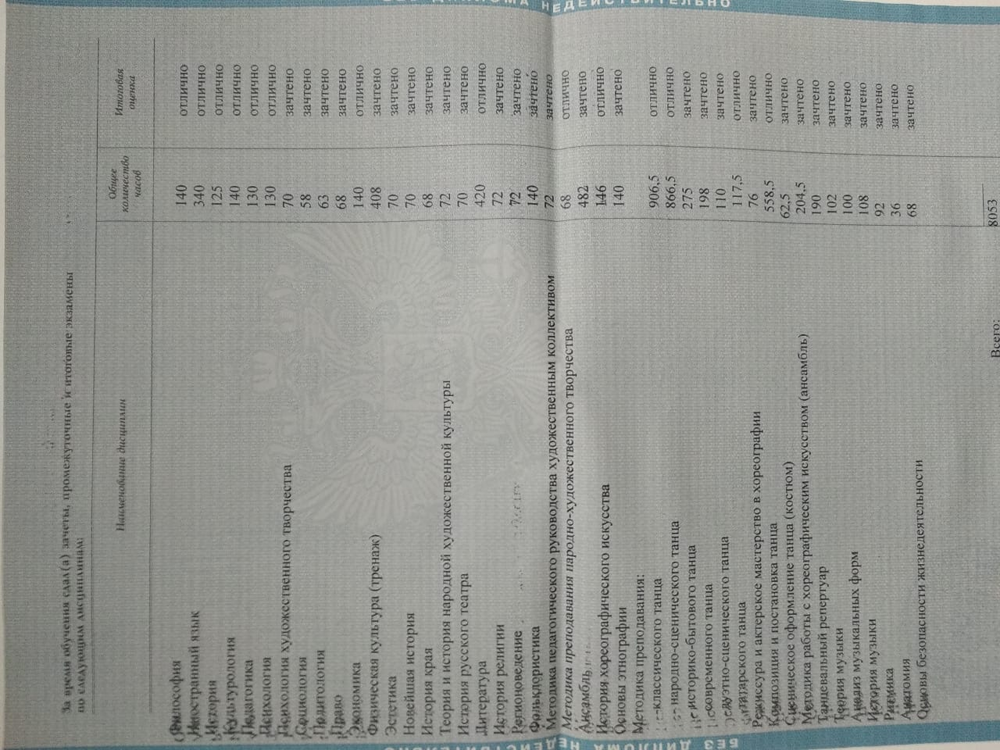 БЕЗ ДИПЛОМА НЕДЕЙСТВИТЕЛЬНО
За время обучения сдал(а) зачеты, промежуточные и итоговые экзамены
по следующим дисциплинам:
Наименование дисциплин Общее количество часов Итоговая оценка
Философия 140 отлично
Иностранный язык 340 отлично
История 125 отлично
Культурология 140 отлично
Педагогика 130 отлично
Психология 130 отлично
Психология художественного творчества 70 зачтено
Социология 58 зачтено
Политология 63 зачтено
Право 68 зачтено
Экономика 140 отлично
Физическая культура (тренаж) 408 зачтено
Эстетика 70 зачтено
Новейшая история 70 зачтено
История края 68 зачтено
Теория и история народной художественной культуры 72 зачтено
История русского театра 70 зачтено
Литература 420 отлично
История религии 72 зачтено
Регионоведение 72 зачтено
Фольклористика 140 зачтено
Методика педагогического руководства художественным коллективом 72 зачтено
Методика преподавания народно-художественного творчества 68 отлично
Ансамбль 482 зачтено
История хореографического искусства 146 отлично
Основы этнографии 140 зачтено
Методика преподавания:
классического танца 906,5 отлично
народно-сценического танца 866,5 отлично
историко-бытового танца 275 зачтено
современного танца 198 зачтено
дуэтно-сценического танца 110 зачтено
татарского танца 117,5 отлично
Режиссура и актерское мастерство в хореографии 76 зачтено
Композиция и постановка танца 558,5 отлично
Сценическое оформление танца (костюм) 62,5 зачтено
Методика работы с хореографическим искусством (ансамбль) 204,5 зачтено
Танцевальный репертуар 190 зачтено
Теория музыки 102 зачтено
Анализ музыкальных форм 100 зачтено
История музыки 108 зачтено
Ритмика 92 зачтено
Анатомия 36 зачтено
Основы безопасности жизнедеятельности 68 зачтено
Всего: 8053